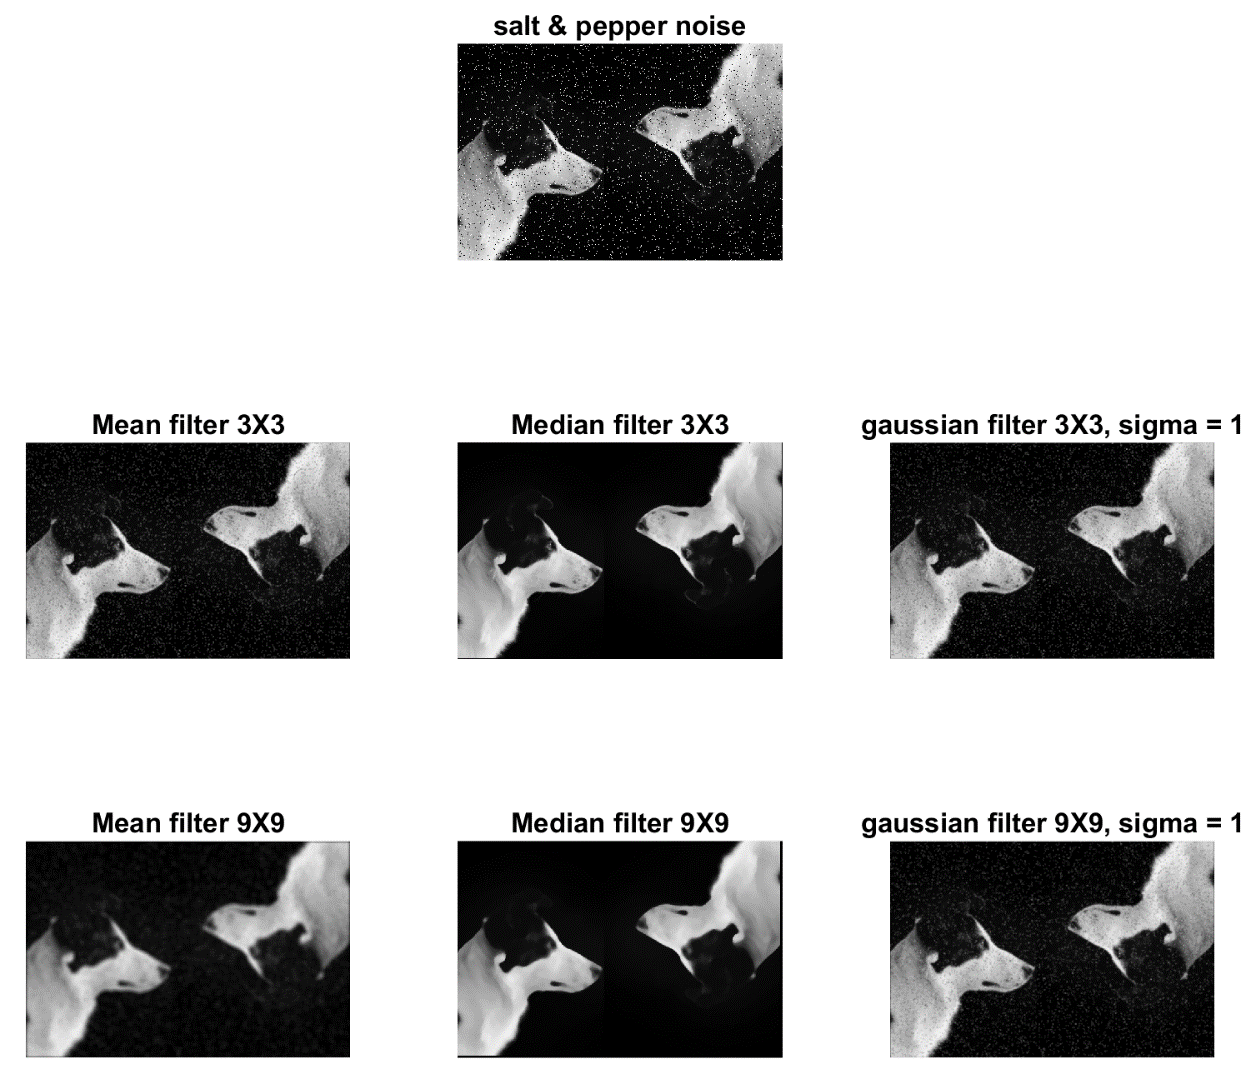 salt & pepper noise
Mean filter 3X3
Median filter 3X3
gaussian filter 3X3, sigma = 1
Mean filter 9X9
Median filter 9X9
gaussian filter 9X9, sigma = 1